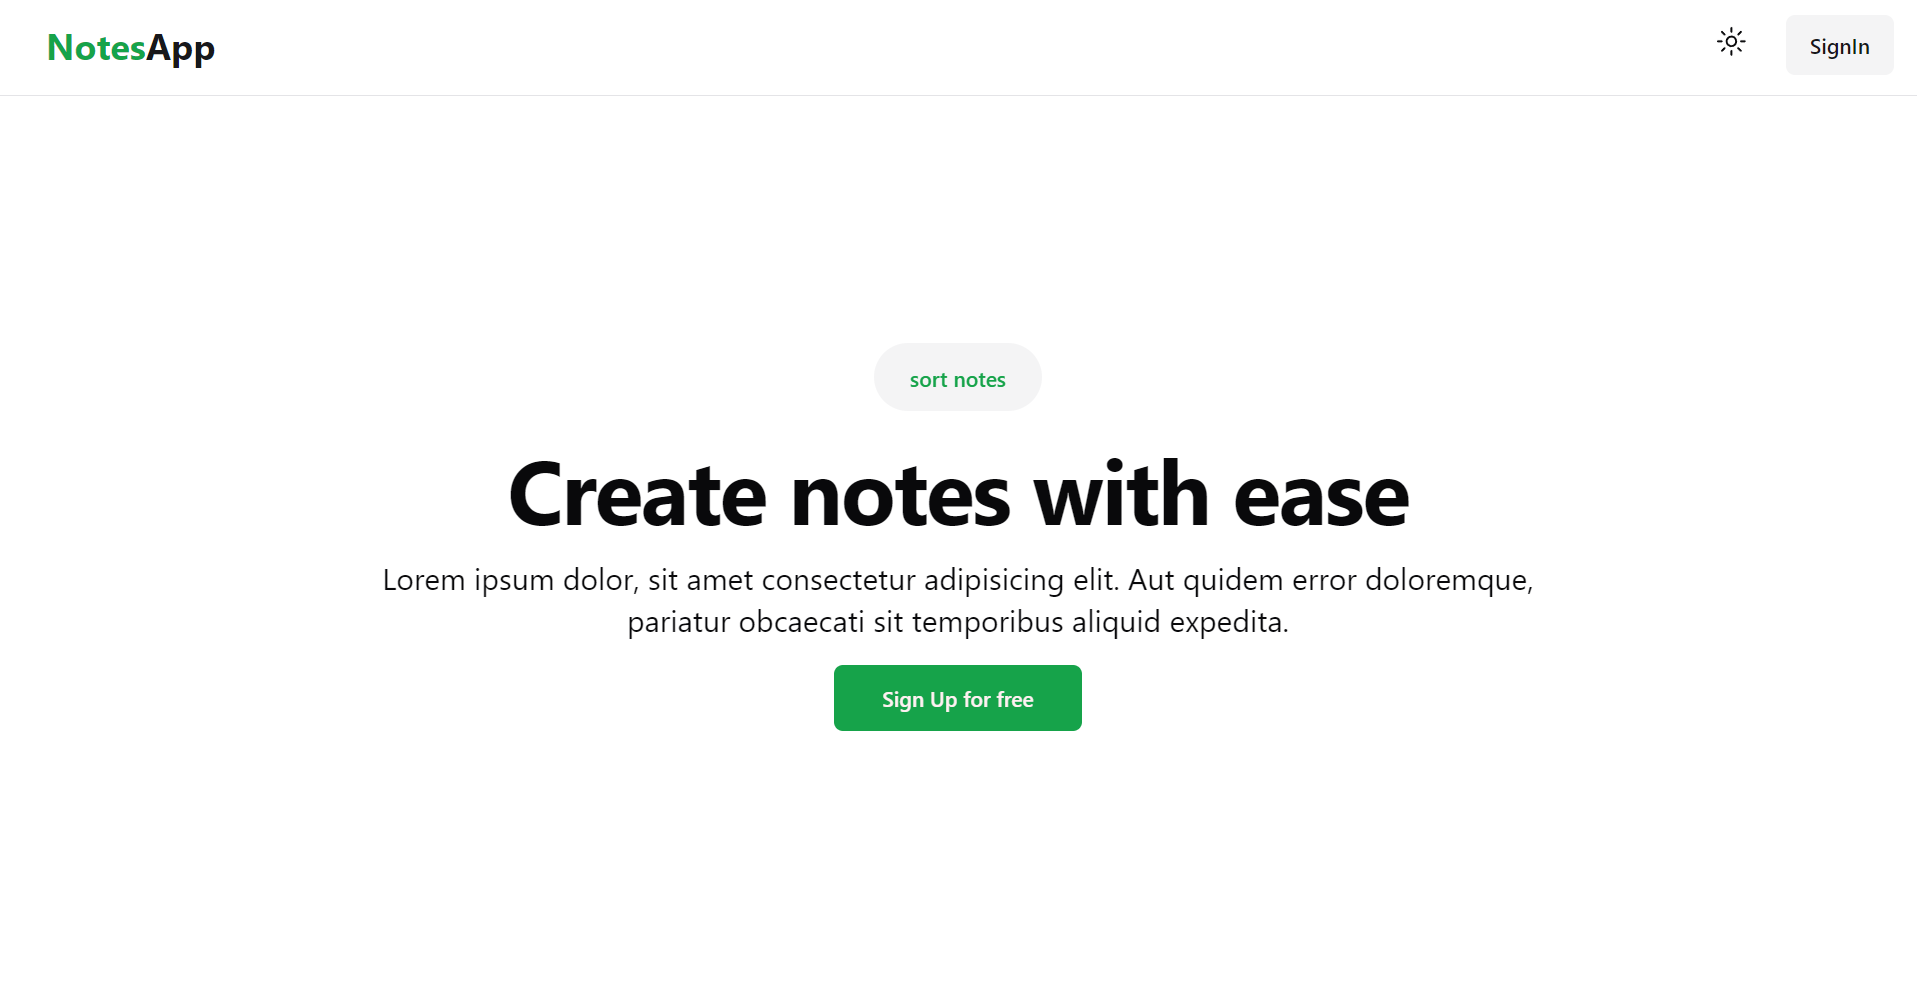 NotesApp
SignIn
sort notes
Create notes with ease
Lorem ipsum dolor, sit amet consectetur adipisicing elit. Aut quidem error doloremque,
pariatur obcaecati sit temporibus aliquid expedita.
Sign Up for free